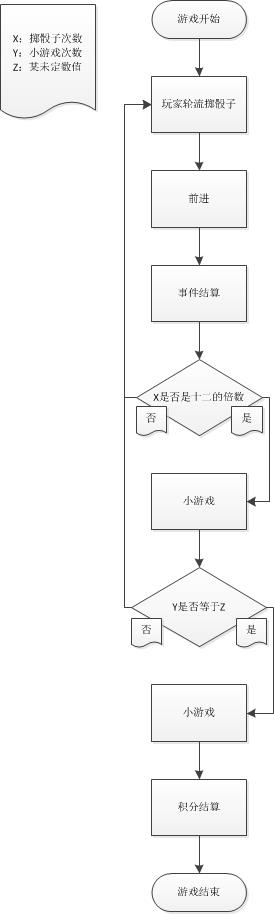 X：掷骰子次数
Y：小游戏次数
Z：某未定数值
游戏开始
玩家轮流掷骰子
前进
事件结算
X是否是十二的倍数
否
是
小游戏
Y是否等于Z
否
是
小游戏
积分结算
游戏结束